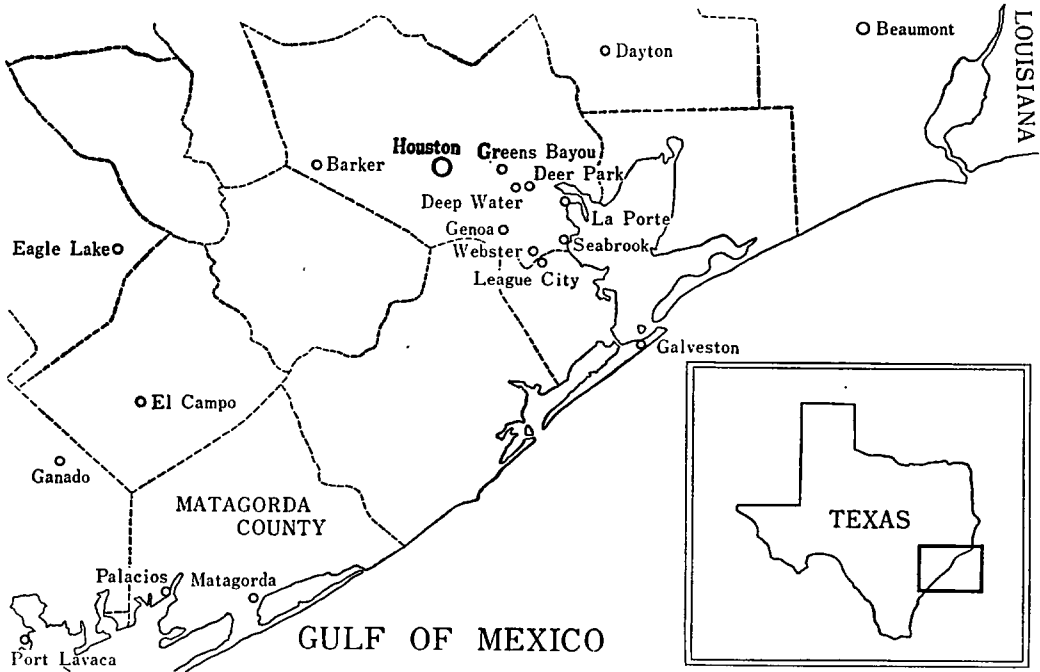 Beaumont
LOUISIANA
Dayton
Houston
Greens Bayou
Barker
Deer Park
Deep Water
La Porte
Genoa
Seabrook
Eagle Lake
Webster
League City
Galveston
El Campo
Ganado
MATAGORDA
COUNTY
TEXAS
Palacios
Matagorda
GULF OF MEXICO
Port Lavaca